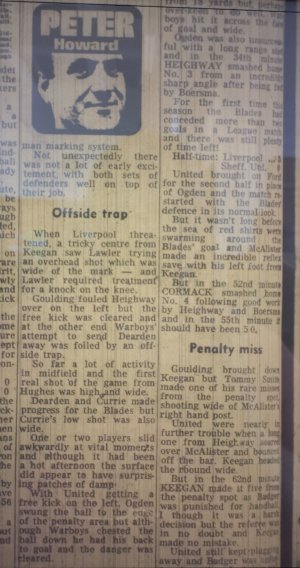 PETER
Howard
man marking system.
Not unexpectedly there
was not a lot of early exci-
tement, with both sets of
defenders well on top of
their job.
Offside trap
When Liverpool threa-
tened, a tricky centre from
Keegan saw Lawler trying
an overhead shot which was
wide of the mark — and
Lawler required treatment
for a knock on the knee.
Goulding fouled Heighway
over on the left but the
free kick was cleared and
at the other end Warboys'
attempt to send Dearden
away was foiled by an off-
side trap.
So far a lot of activity
in midfield and the first
real shot of the game from
Hughes was high and wide.
Dearden and Currie made
progress for the Blades but
Currie's low shot was also
wide.
One or two players slid
awkwardly at vital moments
and although it had been
a hot afternoon the surface
did appear to have surpris-
ing patches of damp.
With United getting a
free kick on the left, Ogden
swung the ball to the edge
of the penalty area but alth-
ough Warboys chested the
ball down he had his back
to goal and the danger was
cleared.
from 18 yards but perhaps
boys hit it across the face
of goal and wide.
Ogden was also unsuccess-
ful with a long range shot
and in the 34th minute
HEIGHWAY smashed home
No. 3 from an incredibly
sharp angle after being fed
by Boersma.
For the first time this
season the Blades had
conceded more than two
goals in a League match
and there was still plenty
of time left!
Half-time: Liverpool 3
Sheff. Utd.
United brought on Ford
for the second half in place
of Ogden and the match re-
started with the Blades'
defence in its normal look.
But it wasn't long before
the sea of red shirts were
swarming around the
Blades' goal and McAlister
made an incredible reflex
save with his left foot from
Keegan.
But in the 52nd minute
CORMACK smashed home
No. 4 following good work
by Heighway and Boersma
and in the 55th minute it
should have been 5-0.
Penalty miss
Goulding brought down
Keegan but Tommy Smith
made one of his rare misses
from the penalty spot,
shooting wide of McAlister's
right hand post.
United were nearly in
further trouble when a long
one from Heighway soared
over McAlister and bounced
off the bar. Keegan headed
the rbound wide.
But in the 62nd minute
KEEGAN made it five from
the penalty spot as Badger
was punished for handball.
I though it was a harsh
decision but the referee was
in no doubt and Keegan
made no mistake.
United still kept plugging
away and Badger was